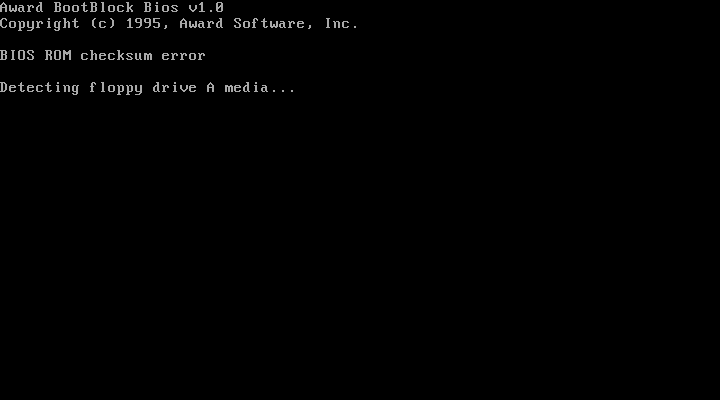 Award BootBlock Bios v1.0
Copyright (c) 1995, Award Software, Inc.
BIOS ROM checksum error
Detecting floppy drive A media...